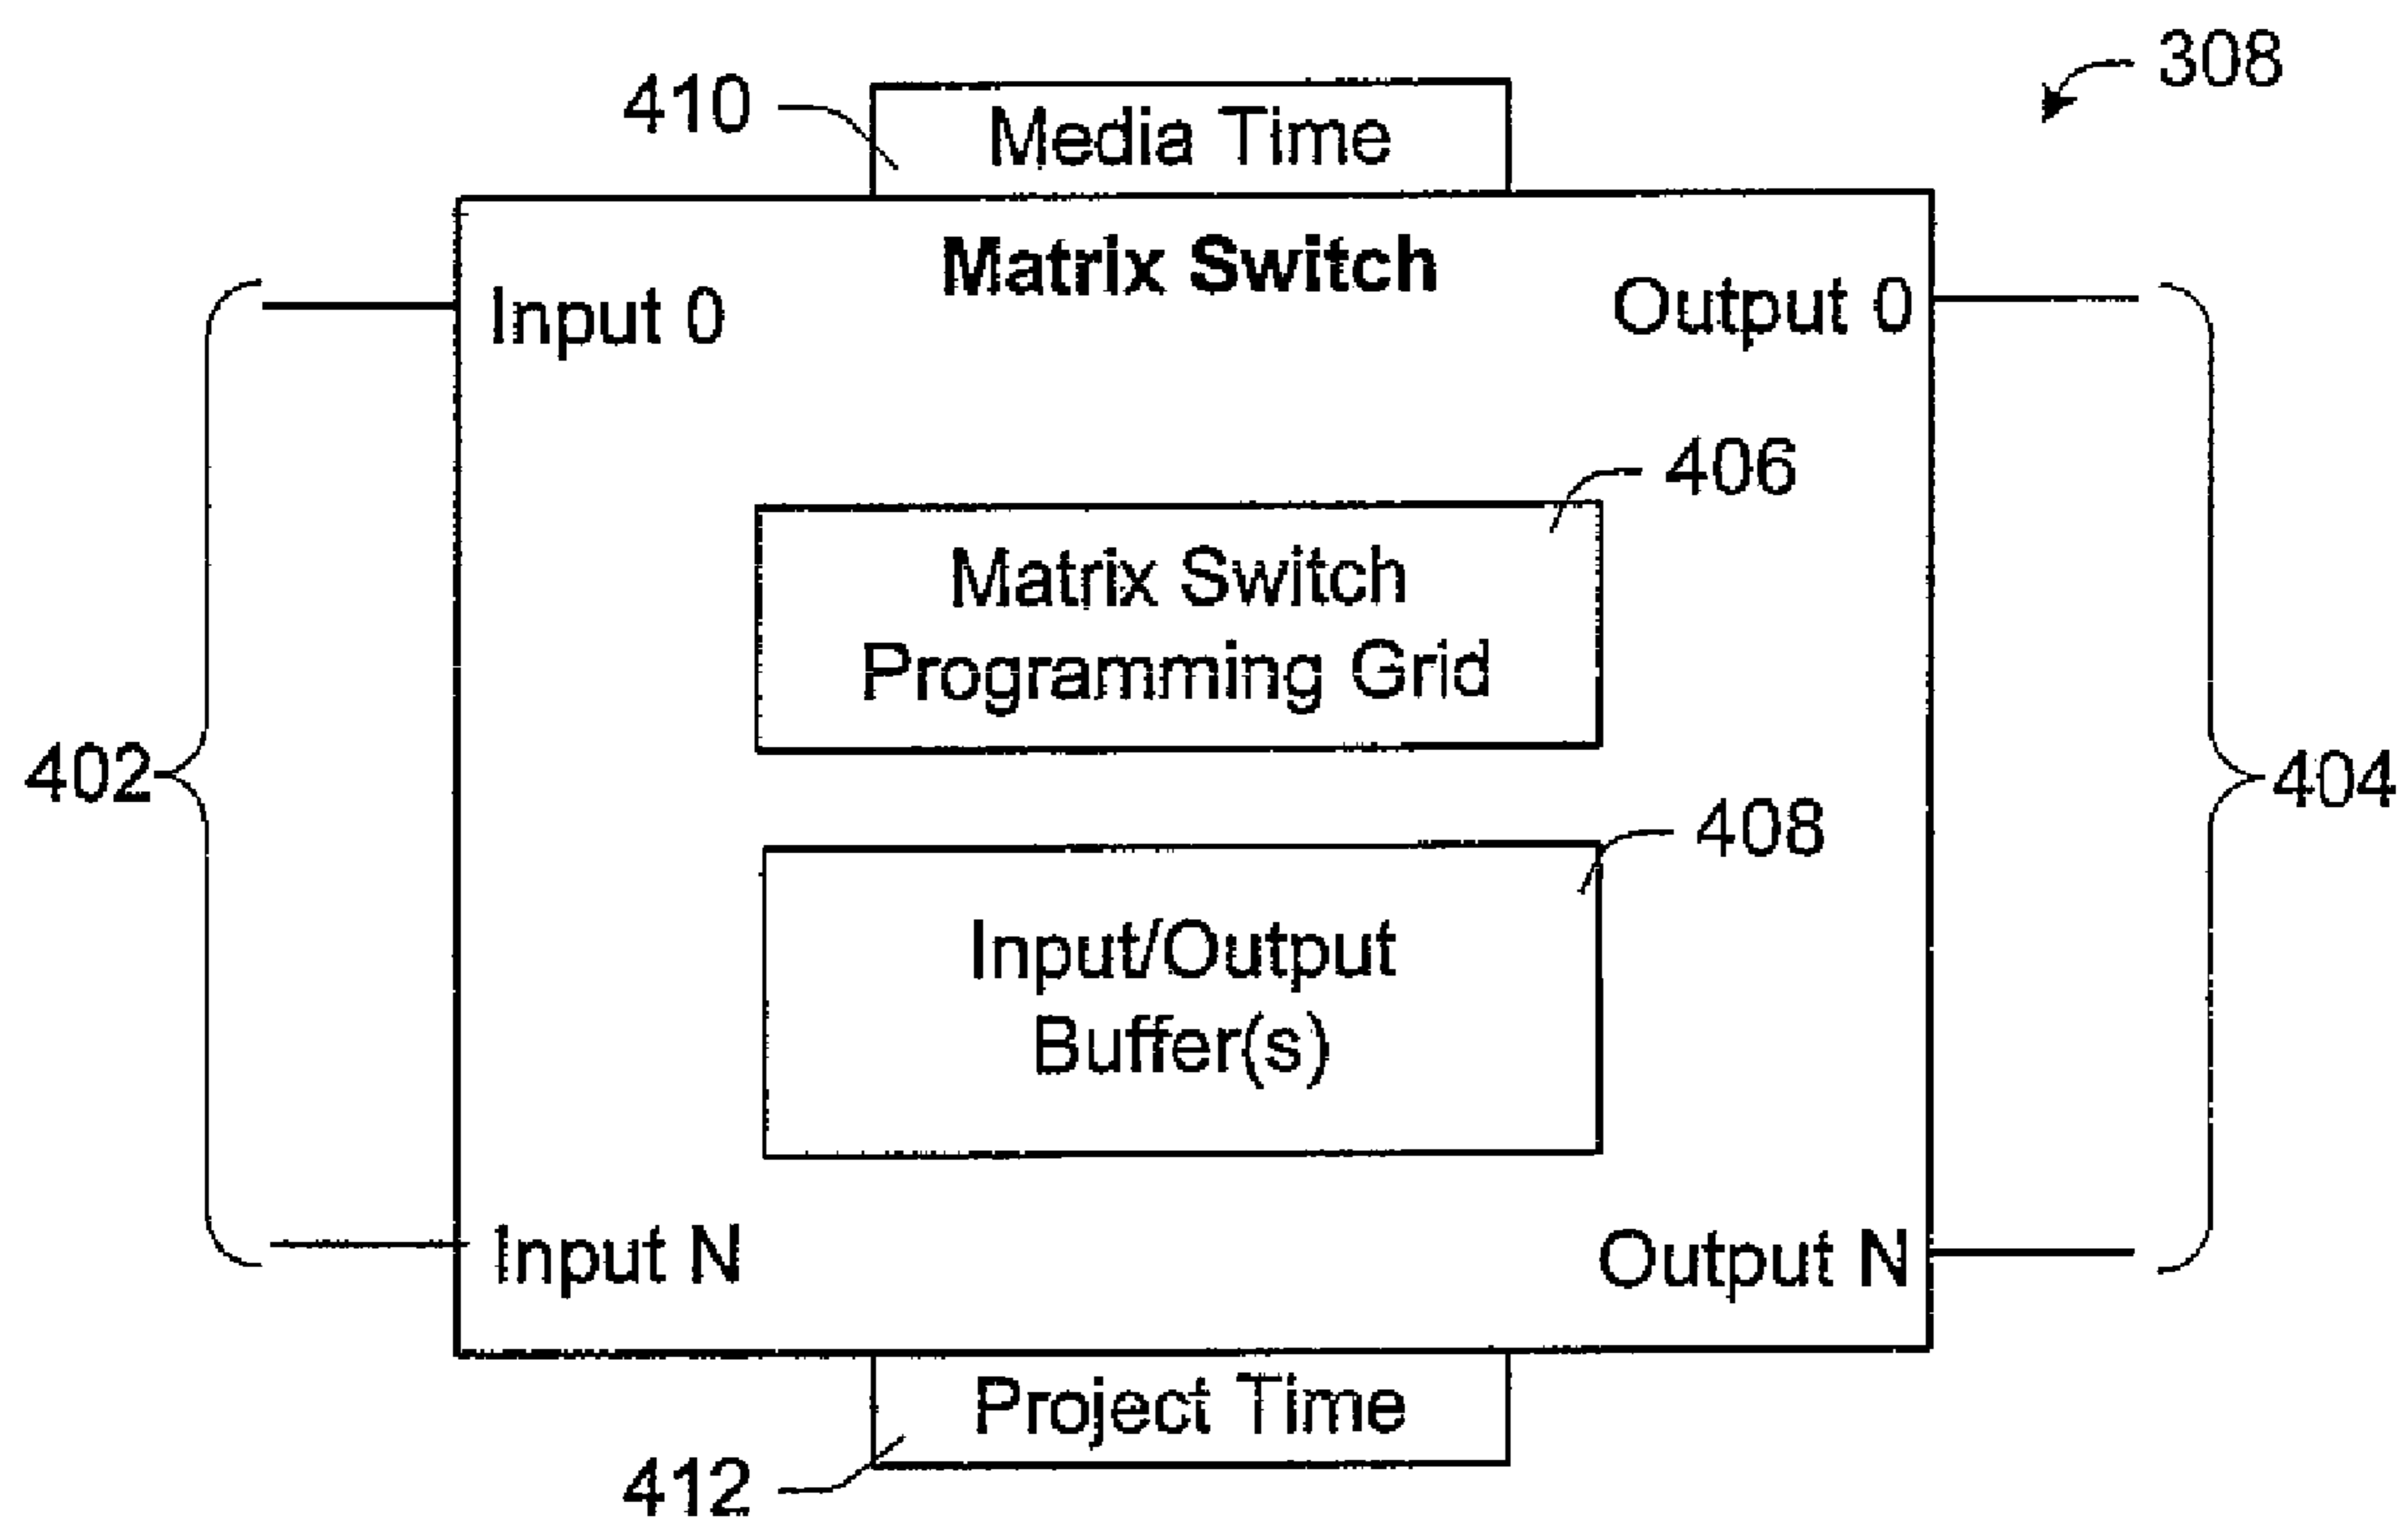 308
410
Media Time
Matrix Switch
Input 0
Output 0
406
Matrix Switch
Programming Grid
402
404
408
Input/Output
Buffer(s)
Input N
Output N
Project Time
412